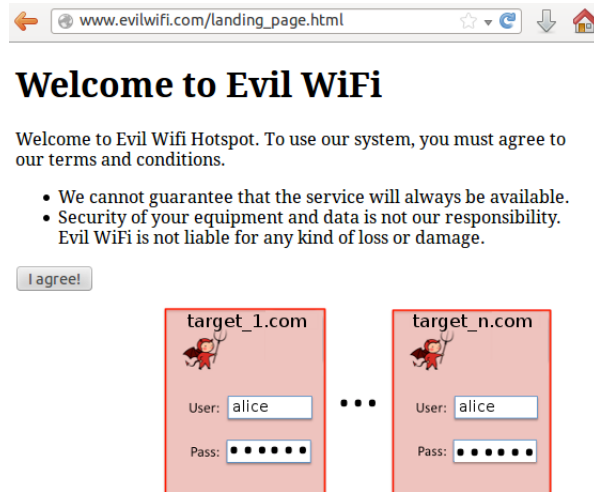 www.evilwifi.com/landing_page.html
Welcome to Evil WiFi
Welcome to Evil Wifi Hotspot. To use our system, you must agree to
our terms and conditions.
• We cannot guarantee that the service will always be available.
• Security of your equipment and data is not our responsibility.
Evil WiFi is not liable for any kind of loss or damage.
I agree!
target_1.com target_n.com
...
User: alice User: alice
Pass: •••••• Pass: ••••••